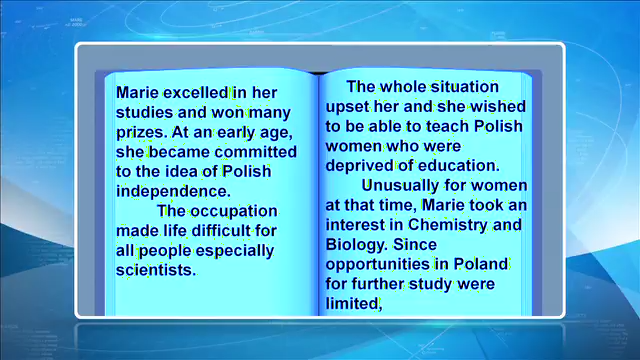 Marie excelled in her
studies and won many
prizes. At an early age,
she became committed
to the idea of Polish
independence.
The occupation
made life difficult for
all people especially
scientists.
The whole situation
upset her and she wished
to be able to teach Polish
women who were
deprived of education.
Unusually for women
at that time, Marie took an
interest in Chemistry and
Biology. Since
opportunities in Poland
for further study were
limited,